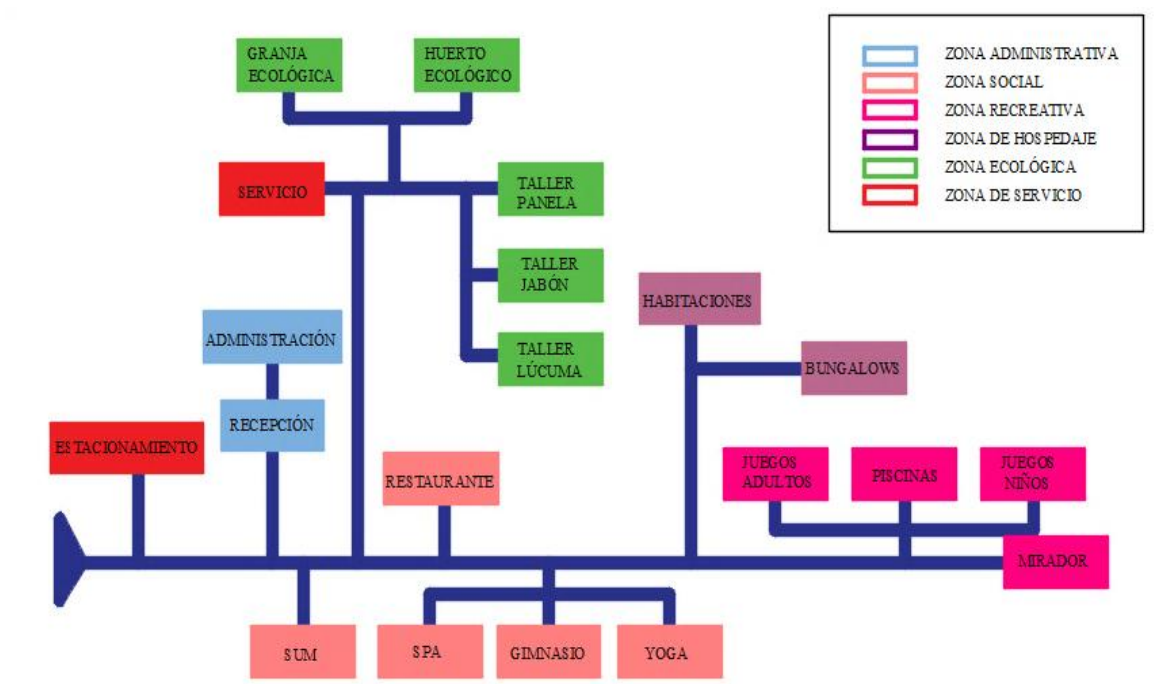 GRANJA
ECOLÓGICA
HUERTO
ECOLÓGICO
ZONA ADMINISTRATIVA
ZONA SOCIAL
ZONA RECREATIVA
ZONA DE HOSPEDAJE
ZONA ECOLÓGICA
ZONA DE SERVICIO
SERVICIO
TALLER
PANELA
TALLER
JABÓN
TALLER
LÚCUMA
HABITACIONES
BUNGALOWS
ADMINISTRACIÓN
RECEPCIÓN
ESTACIONAMIENTO
RESTAURANTE
JUEGOS
ADULTOS
PISCINAS
JUEGOS
NIÑOS
MIRADOR
SUM
SPA
GIMNASIO
YOGA